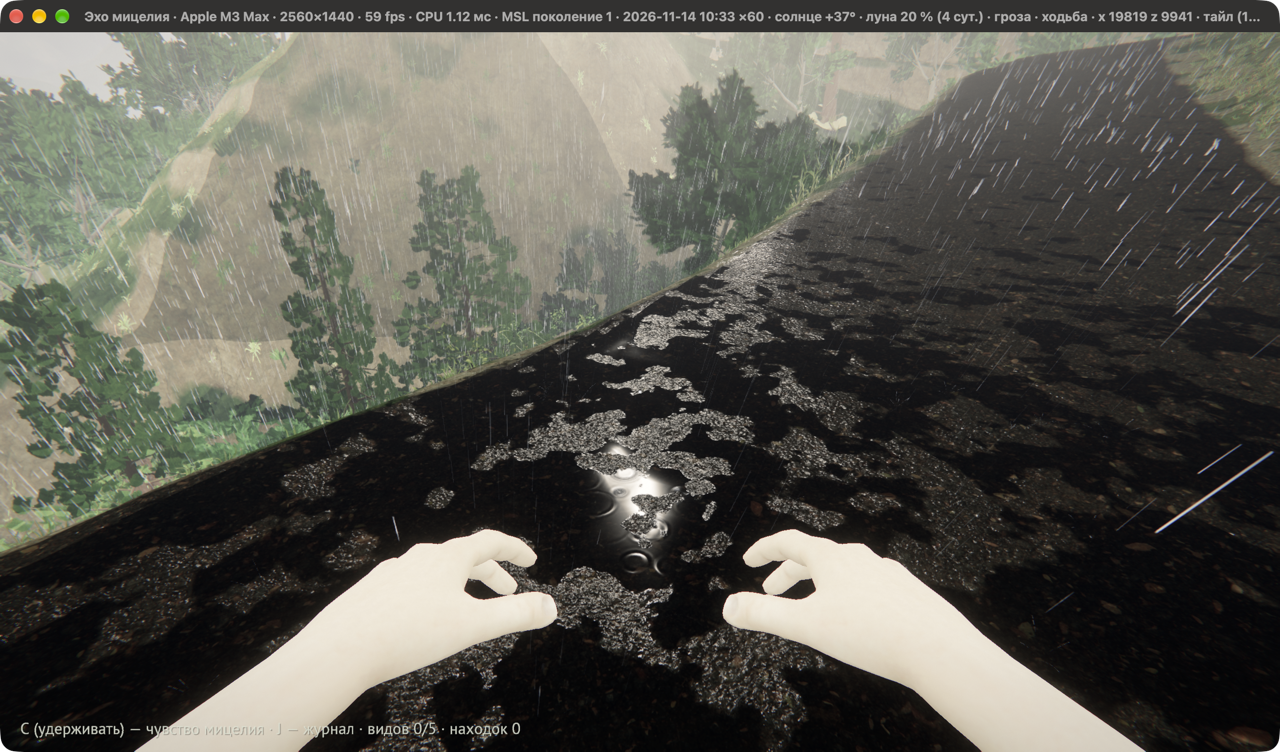 Эхо мицелия · Apple M3 Max · 2560×1440 · 59 fps · CPU 1.12 мс · MSL поколение 1 · 2026-11-14 10:33 ×60 · солнце +37° · луна 20 % (4 сут.) · гроза · ходьба · x 19819 z 9941 · тайл (1...
C (удерживать) — чувство мицелия · J — журнал · видов 0/5 · находок 0